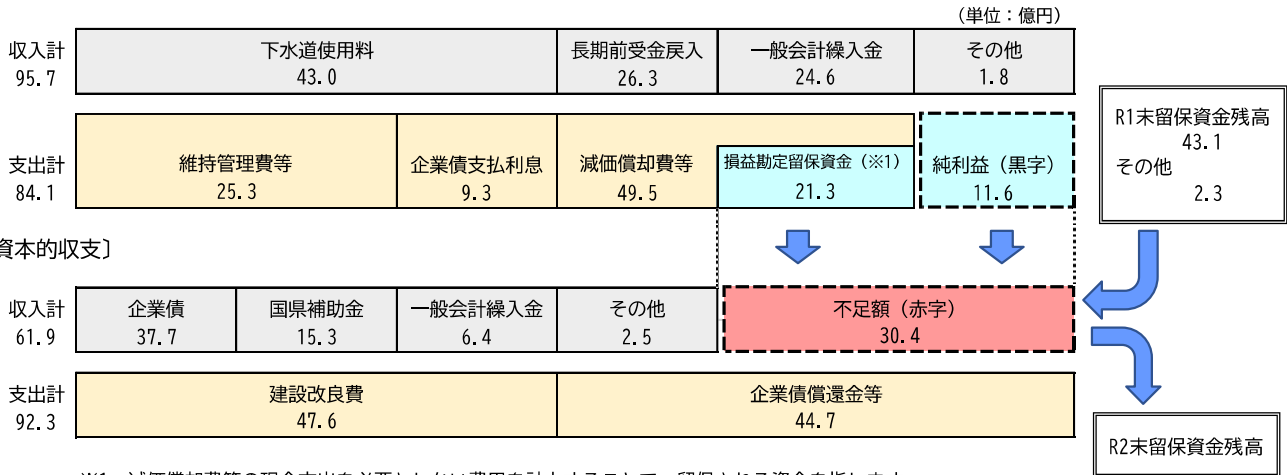 （単位：億円）
収入計
95.7
下水道使用料
43.0
長期前受金戻入
26.3
一般会計繰入金
24.6
その他
1.8
支出計
84.1
維持管理費等
25.3
企業債支払利息
9.3
減価償却費等
49.5
損益勘定留保資金（※1）
21.3
純利益（黒字）
11.6
R1末留保資金残高
43.1
その他
2.3
資本的収支〕
収入計
61.9
企業債
37.7
国県補助金
15.3
一般会計繰入金
6.4
その他
2.5
不足額（赤字）
30.4
支出計
92.3
建設改良費
47.6
企業債償還金等
44.7
R2末留保資金残高